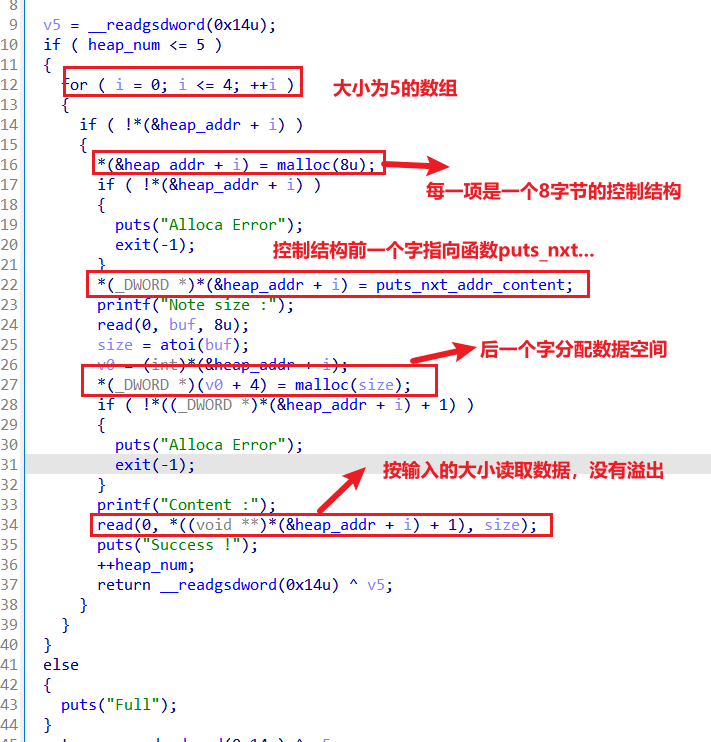 8
9 v5 = __readgsdword(0x14u);
10 if ( heap_num <= 5 )
11 {
12 for ( i = 0; i <= 4; ++i ) 大小为5的数组
13 {
14 if ( !*(&heap_addr + i) )
15 {
16 *(&heap_addr + i) = malloc(8u);
17 if ( !*(&heap_addr + i) ) 每一项是一个8字节的控制结构
18 {
19 puts("Alloca Error");
20 exit(-1); 控制结构前一个字指向函数puts_nxt...
21 }
22 *(_DWORD *)*(&heap_addr + i) = puts_nxt_addr_content;
23 printf("Note size :");
24 read(0, buf, 8u);
25 size = atoi(buf); 后一个字分配数据空间
26 v0 = (int)*(&heap_addr + i);
27 *(_DWORD *)(v0 + 4) = malloc(size);
28 if ( !*((_DWORD *)*(&heap_addr + i) + 1) )
29 {
30 puts("Alloca Error");
31 exit(-1); 按输入的大小读取数据，没有溢出
32 }
33 printf("Content :");
34 read(0, *((void **)*(&heap_addr + i) + 1), size);
35 puts("Success !");
36 ++heap_num;
37 return __readgsdword(0x14u) ^ v5;
38 }
39 }
40 }
41 else
42 {
43 puts("Full");
44 }